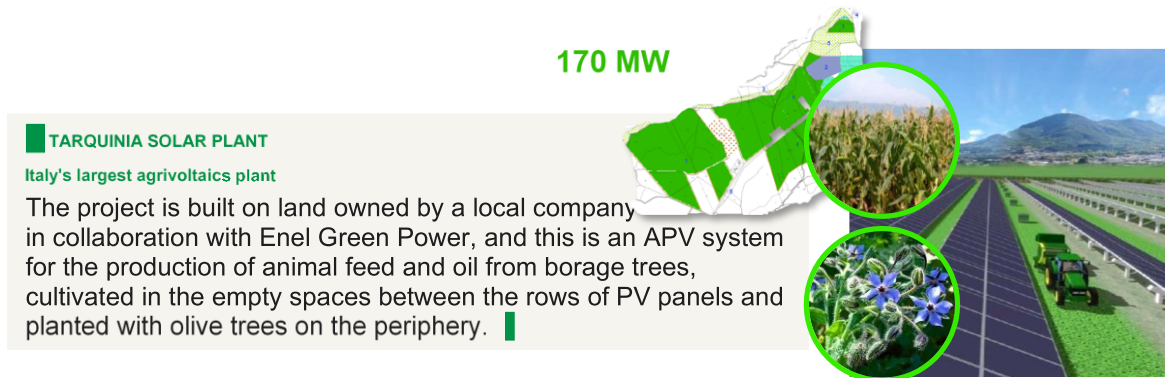 170 MW
TARQUINIA SOLAR PLANT
Italy's largest agrivoltaics plant
The project is built on land owned by a local company
in collaboration with Enel Green Power, and this is an APV system
for the production of animal feed and oil from borage trees,
cultivated in the empty spaces between the rows of PV panels and
planted with olive trees on the periphery.